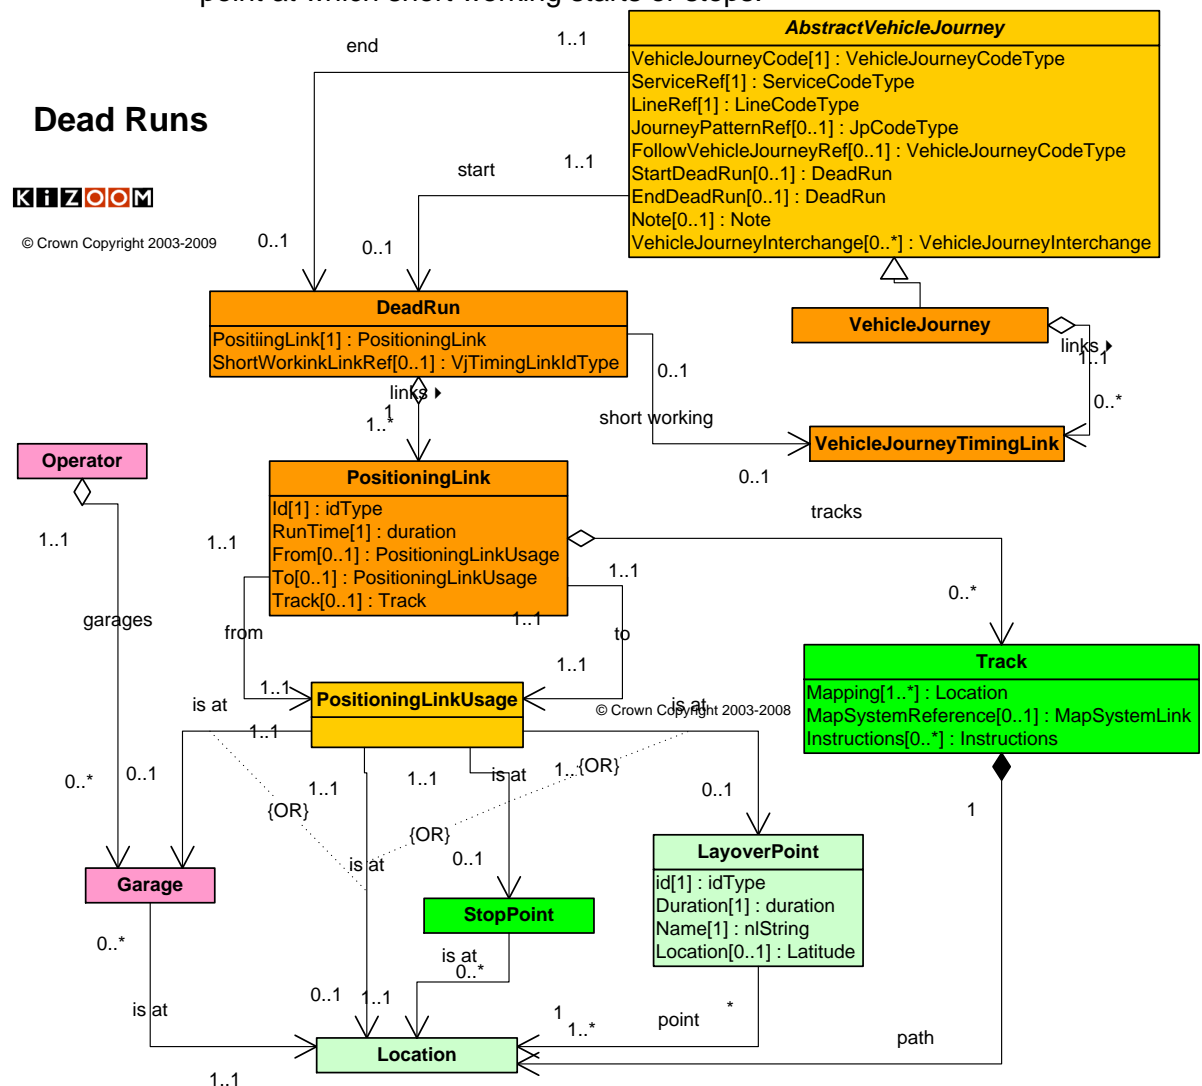 point at which short working starts or stops.
AbstractVehicleJourney
VehicleJourneyCode[1] : VehicleJourneyCodeType
ServiceRef[1] : ServiceCodeType
LineRef[1] : LineCodeType
JourneyPatternRef[0..1] : JpCodeType
FollowVehicleJourneyRef[0..1] : VehicleJourneyCodeType
StartDeadRun[0..1] : DeadRun
EndDeadRun[0..1] : DeadRun
Note[0..1] : Note
VehicleJourneyInterchange[0..*] : VehicleJourneyInterchange
end
1..1
Dead Runs
start
1..1
KiZOOM
© Crown Copyright 2003-2009
0..1
0..1
DeadRun
PositiingLink[1] : PositioningLink
ShortWorkinkLinkRef[0..1] : VjTimingLinkIdType
VehicleJourney
links
1..1
0..*
0..1
short working
0..1
VehicleJourneyTimingLink
links
1
1..*
Operator
1..1
garages
0..*
PositioningLink
Id[1] : idType
RunTime[1] : duration
From[0..1] : PositioningLinkUsage
To[0..1] : PositioningLinkUsage
Track[0..1] : Track
tracks
0..*
1..1
from
1..1
1..1
1..1
to
1..1
Track
Mapping[1..*] : Location
MapSystemReference[0..1] : MapSystemLink
Instructions[0..*] : Instructions
PositioningLinkUsage
© Crown Copyright 2003-2008
is at
is at
1..1
0..1
1..1
1..1
is at
1..
{OR}
{OR}
{OR}
0..1
1
is at
0..1
Garage
StopPoint
LayoverPoint
id[1] : idType
Duration[1] : duration
Name[1] : nlString
Location[0..1] : Latitude
0..*
is at
0..*
is at
0..1
1..1
1
1..*
point
*
path
Location
1..1